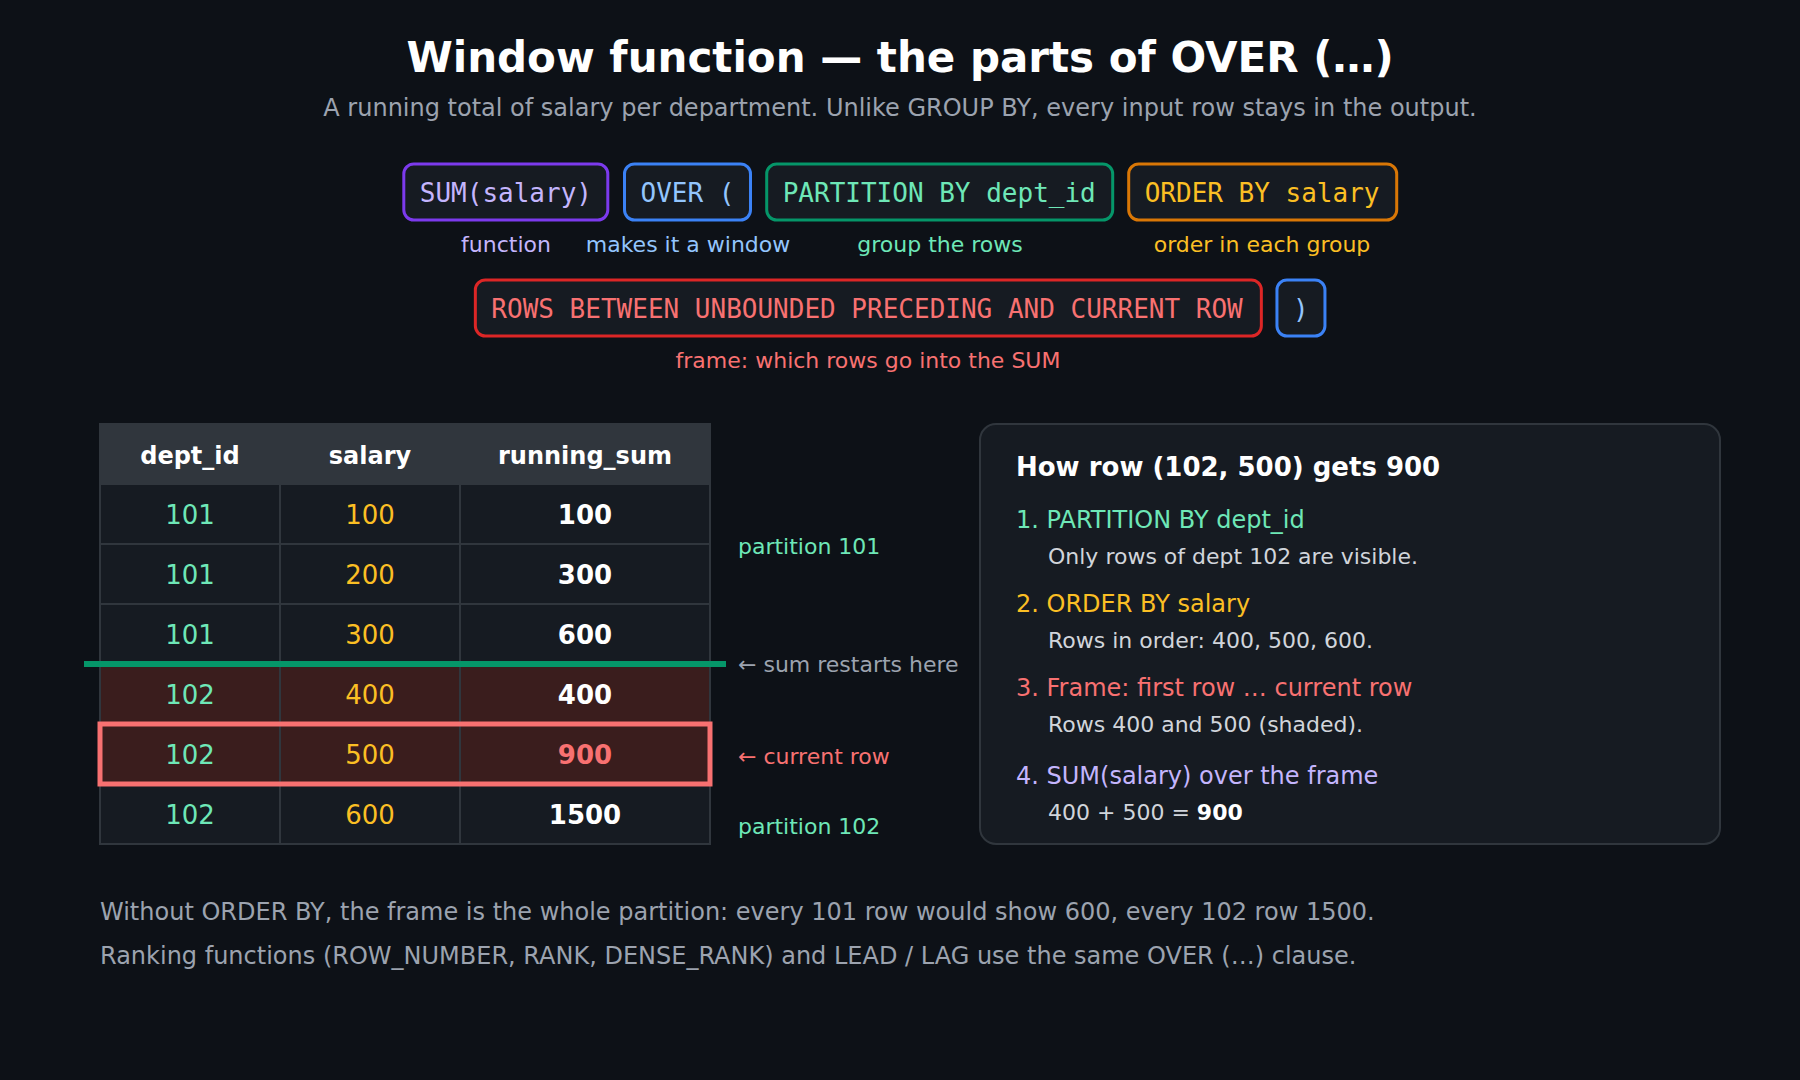 Window function — the parts of OVER (…)
A running total of salary per department. Unlike GROUP BY, every input row stays in the output.
SUM(salary) OVER ( PARTITION BY dept_id ORDER BY salary
function makes it a window group the rows order in each group
ROWS BETWEEN UNBOUNDED PRECEDING AND CURRENT ROW )
frame: which rows go into the SUM
dept_id salary running_sum
101 100 100
partition 101
101 200 300
101 300 600
← sum restarts here
102 400 400
102 500 900
← current row
102 600 1500
partition 102
How row (102, 500) gets 900
1. PARTITION BY dept_id
Only rows of dept 102 are visible.
2. ORDER BY salary
Rows in order: 400, 500, 600.
3. Frame: first row … current row
Rows 400 and 500 (shaded).
4. SUM(salary) over the frame
400 + 500 = 900
Without ORDER BY, the frame is the whole partition: every 101 row would show 600, every 102 row 1500.
Ranking functions (ROW_NUMBER, RANK, DENSE_RANK) and LEAD / LAG use the same OVER (…) clause.